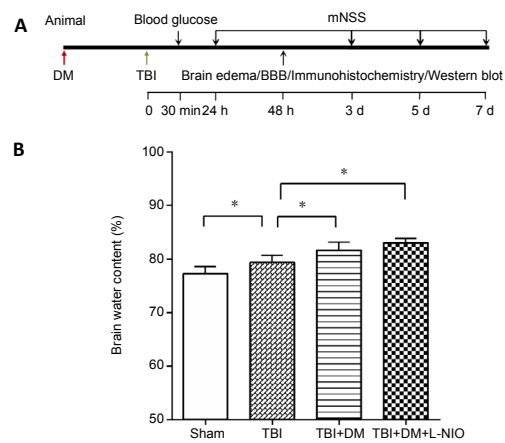 A
Animal
Blood glucose
mNSS
DM
TBI
Brain edema/BBB/Immunohistochemistry/Western blot
0 30 min 24 h 48 h 3 d 5 d 7 d
B
Brain water content (%)
100
90
80
70
60
50
*
*
*
Sham TBI TBI+DM TBI+DM+L-NIO